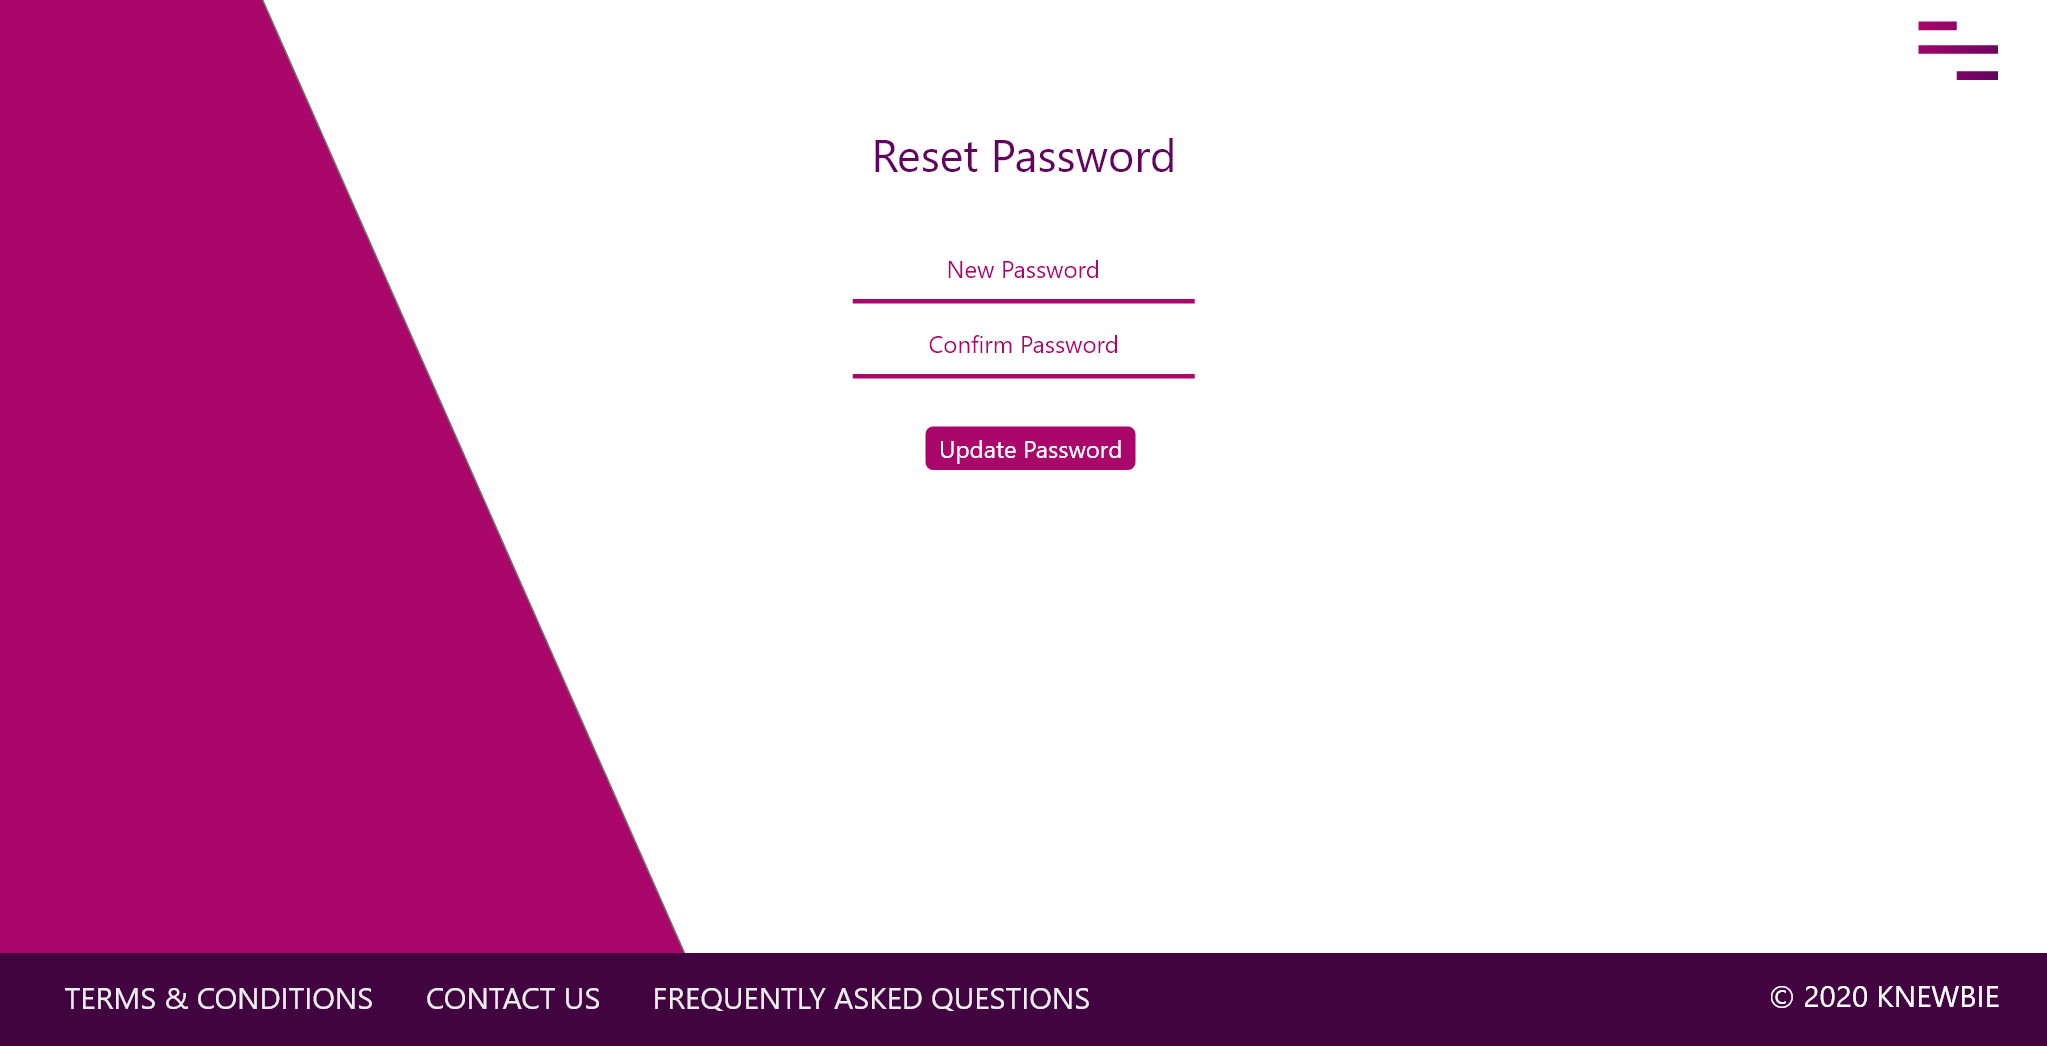 Reset Password
New Password
Confirm Password
Update Password
TERMS & CONDITIONS CONTACT US FREQUENTLY ASKED QUESTIONS © 2020 KNEWBIE